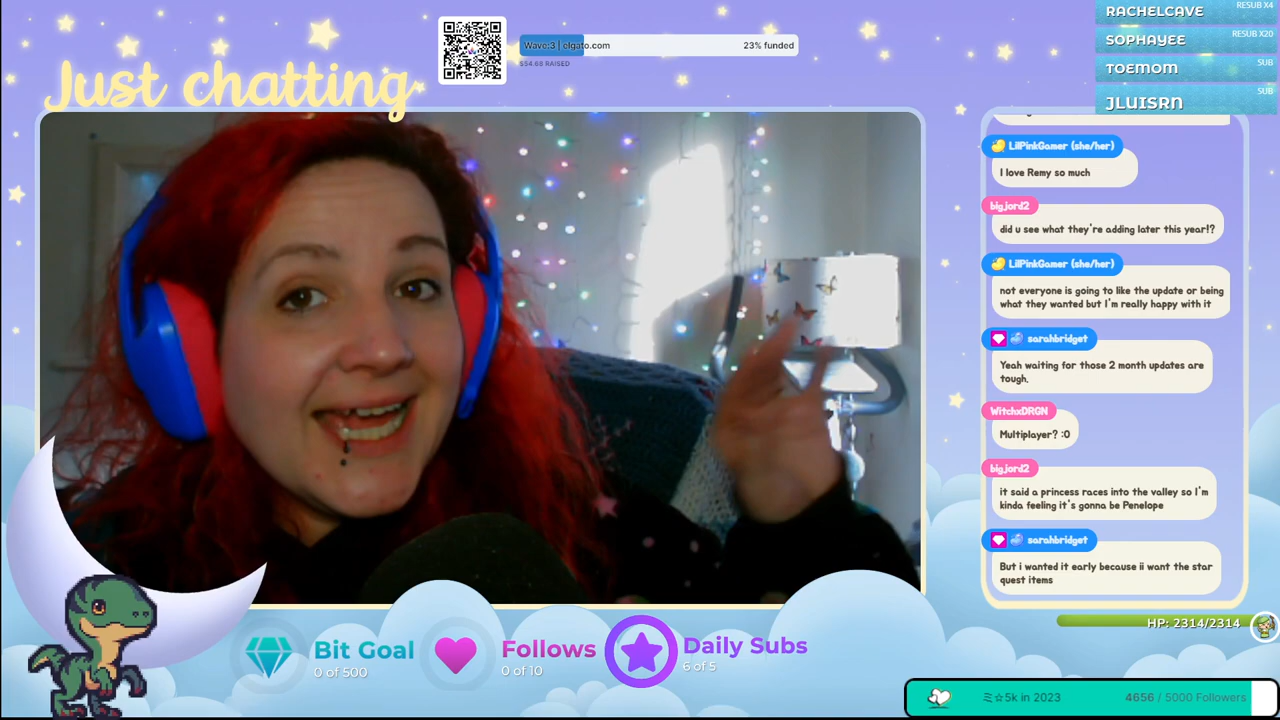 Just chatting
Wave:3 | elgato.com
23% funded
$54.68 RAISED
RACHELCAVE
RESUB X4
SOPHAYEE
RESUB X20
TOEMOM
SUB
JLUISRN
SUB
LilPinkGamer (she/her)
I love Remy so much
bigjord2
did u see what they're adding later this year!?
LilPinkGamer (she/her)
not everyone is going to like the update or being
what they wanted but I'm really happy with it
sarahbridget
Yeah waiting for those 2 month updates are
tough.
WitchxDRGN
Multiplayer? :O
bigjord2
it said a princess races into the valley so I'm
kinda feeling it's gonna be Penelope
sarahbridget
But i wanted it early because ii want the star
quest items
HP: 2314/2314
Bit Goal
0 of 500
Follows
0 of 10
Daily Subs
6 of 5
ミ☆5k in 2023
4656 / 5000 Followers